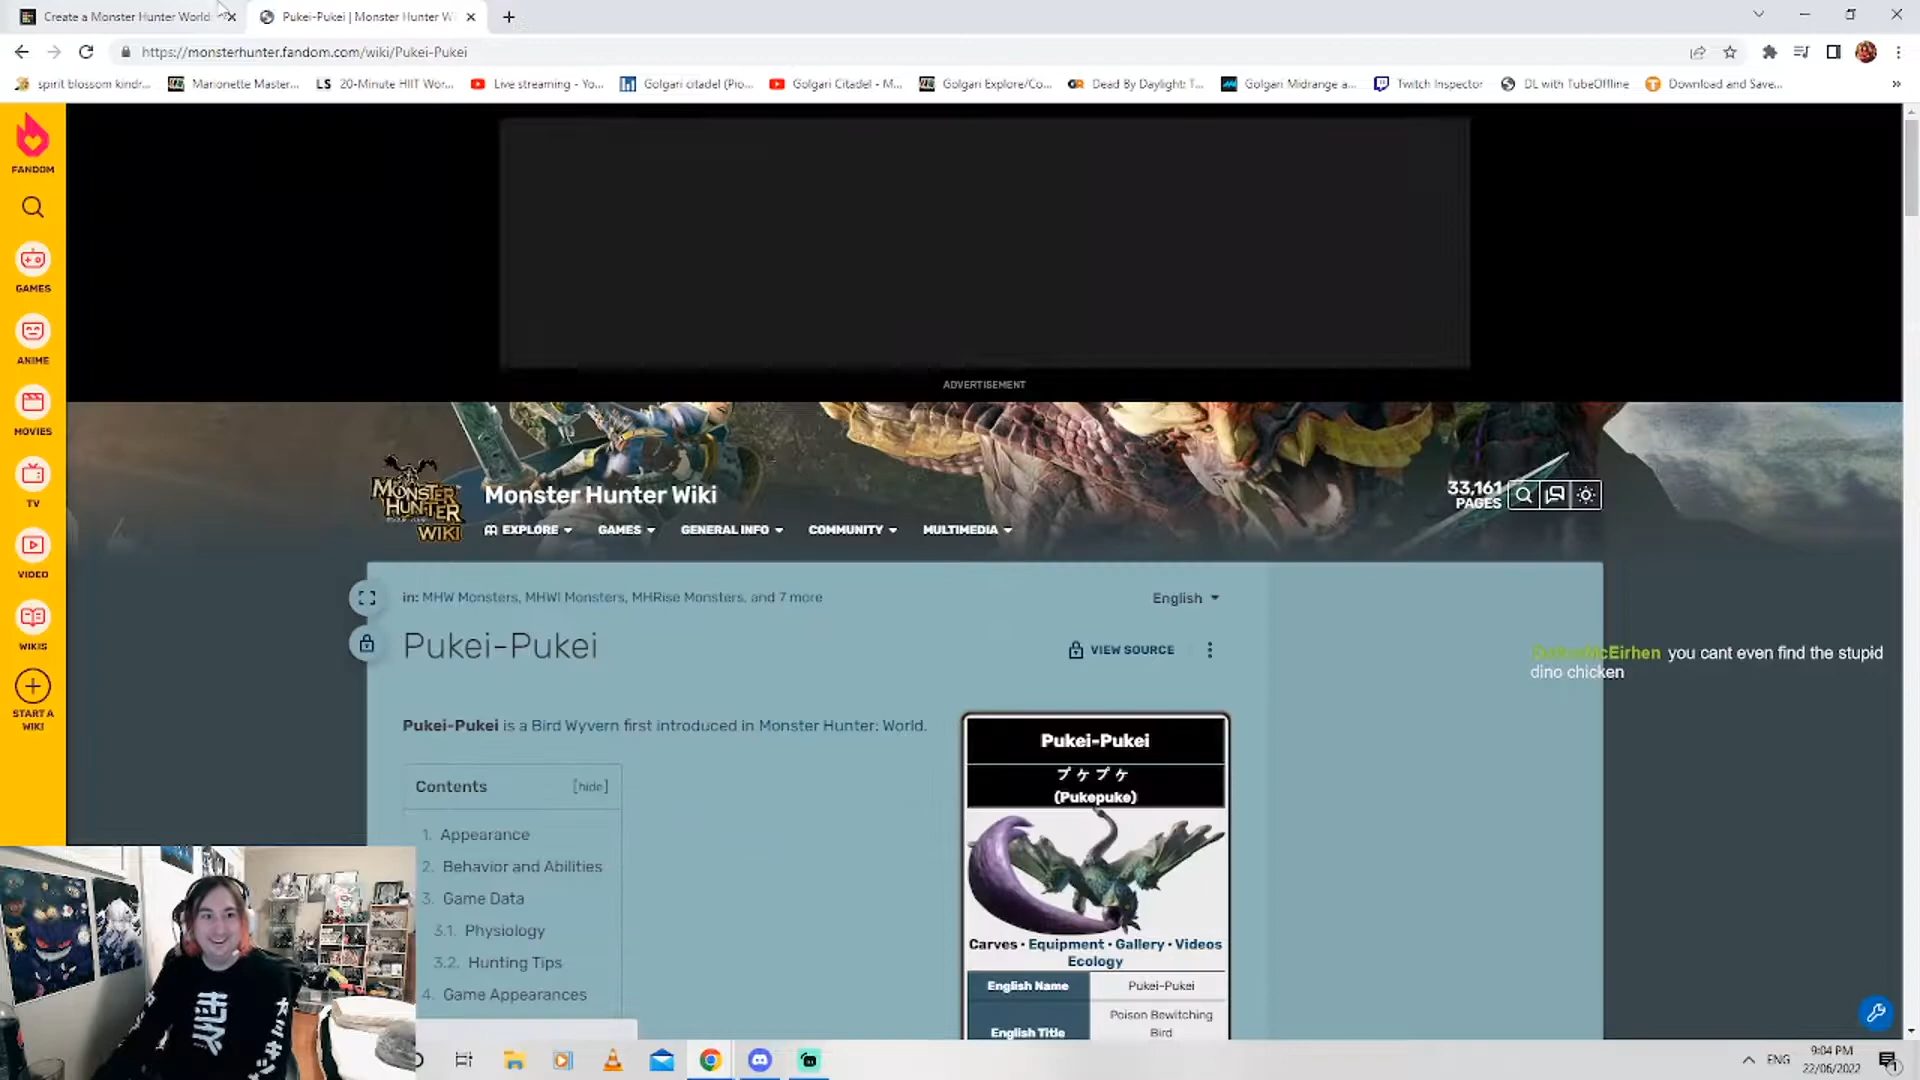 Create a Monster Hunter World
Pukei-Pukei | Monster Hunter W
https://monsterhunter.fandom.com/wiki/Pukei-Pukei
spirit blossom kindr...
Marionette Master...
LS 20-Minute HIIT Wor...
Live streaming - Yo...
Golgari citadel (Pio...
Golgari Citadel - M...
Golgari Explore/Co...
Dead By Daylight: T...
Golgari Midrange a...
Twitch Inspector
DL with TubeOffline
Download and Save...
FANDOM
GAMES
ANIME
MOVIES
TV
VIDEO
WIKIS
START A
WIKI
ADVERTISEMENT
MONSTER
HUNTER
WIKI
Monster Hunter Wiki
EXPLORE
GAMES
GENERAL INFO
COMMUNITY
MULTIMEDIA
33,161
PAGES
in: MHW Monsters, MHWI Monsters, MHRise Monsters, and 7 more
English
Pukei-Pukei
VIEW SOURCE
you cant even find the stupid
dino chicken
Pukei-Pukei is a Bird Wyvern first introduced in Monster Hunter: World.
Contents [hide]
1. Appearance
2. Behavior and Abilities
3. Game Data
3.1. Physiology
3.2. Hunting Tips
4. Game Appearances
Pukei-Pukei
プケプケ
(Pukepuke)
Carves · Equipment · Gallery · Videos
Ecology
English Name Pukei-Pukei
English Title Poison Bewitching
Bird
ENG
9:04 PM
22/06/2022